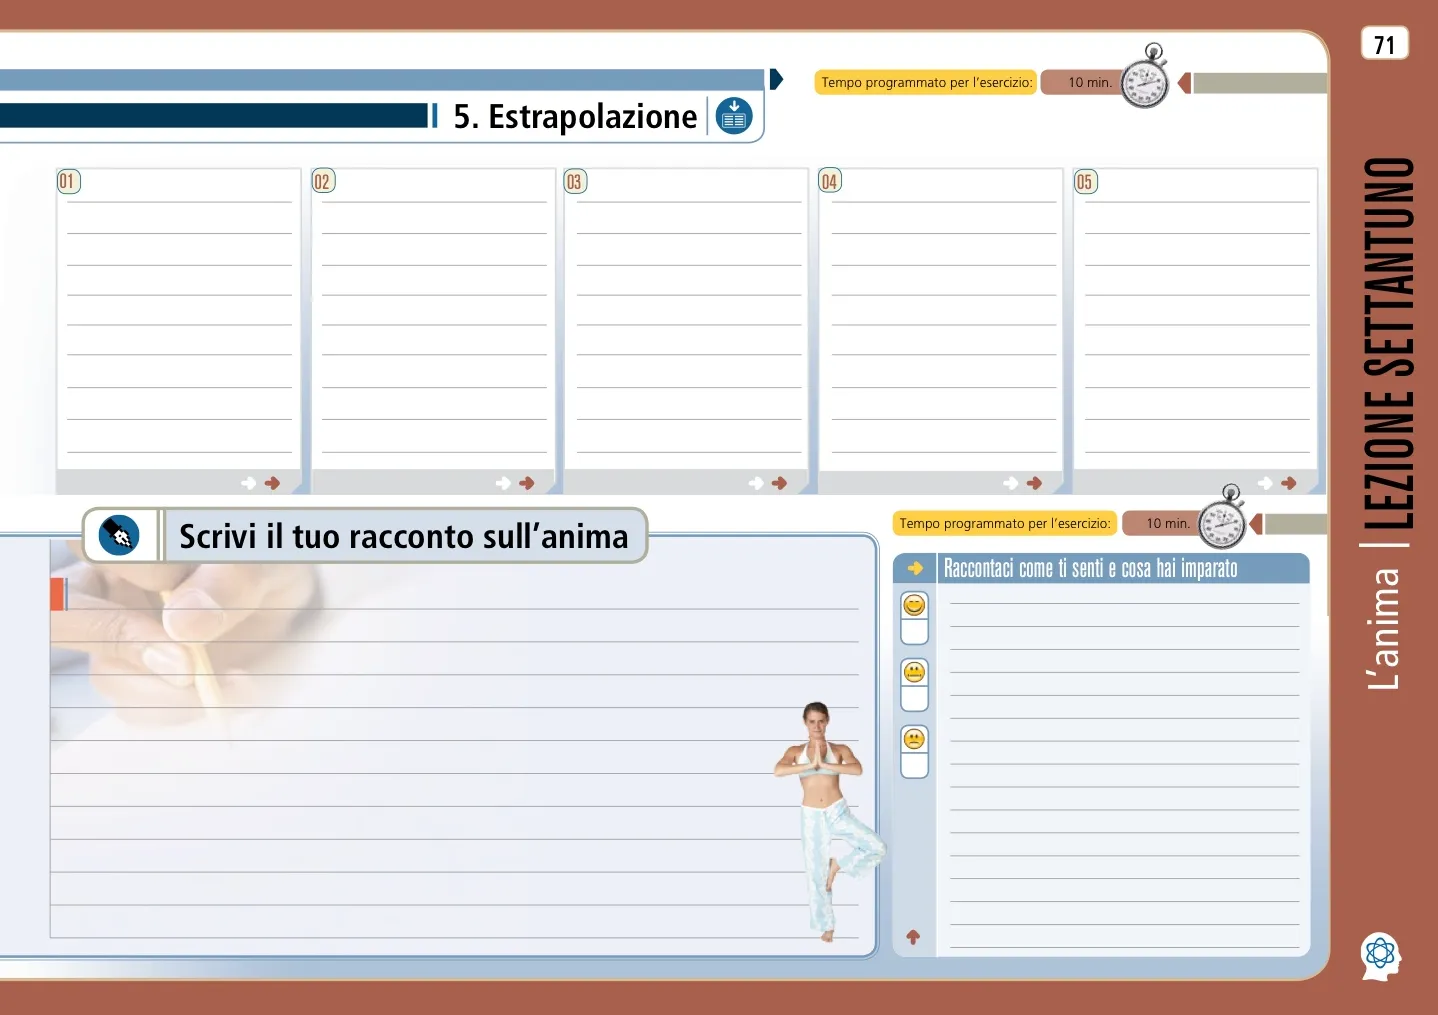 71
Tempo programmato per l'esercizio: 10 min.
5. Estrapolazione
01
02
03
04
05
Scrivi il tuo racconto sull'anima
Tempo programmato per l'esercizio: 10 min.
Raccontaci come ti senti e cosa hai imparato
L'anima | LEZIONE SETTANTUNO